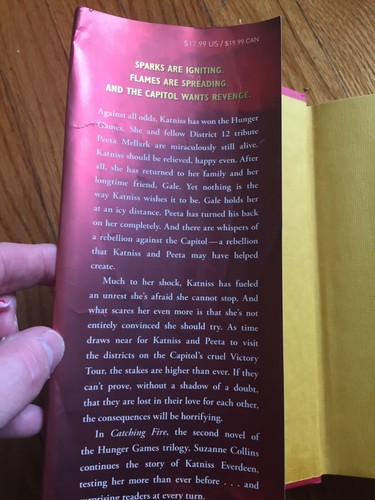 $17.99 US / $19.99 CAN
SPARKS ARE IGNITING.
FLAMES ARE SPREADING.
AND THE CAPITOL WANTS REVENGE.
Against all odds, Katniss has won the Hunger
Games. She and fellow District 12 tribute
Peeta Mellark are miraculously still alive.
Katniss should be relieved, happy even. After
all, she has returned to her family and her
longtime friend, Gale. Yet nothing is the
way Katniss wishes it to be. Gale holds her
at an icy distance. Peeta has turned his back
on her completely. And there are whispers of
a rebellion against the Capitol—a rebellion
that Katniss and Peeta may have helped
create.
Much to her shock, Katniss has fueled
an unrest she's afraid she cannot stop. And
what scares her even more is that she's not
entirely convinced she should try. As time
draws near for Katniss and Peeta to visit
the districts on the Capitol's cruel Victory
Tour, the stakes are higher than ever. If they
can't prove, without a shadow of a doubt,
that they are lost in their love for each other,
the consequences will be horrifying.
In Catching Fire, the second novel of
the Hunger Games trilogy, Suzanne Collins
continues the story of Katniss Everdeen,
testing her more than ever before . . . and
surprising readers at every turn.